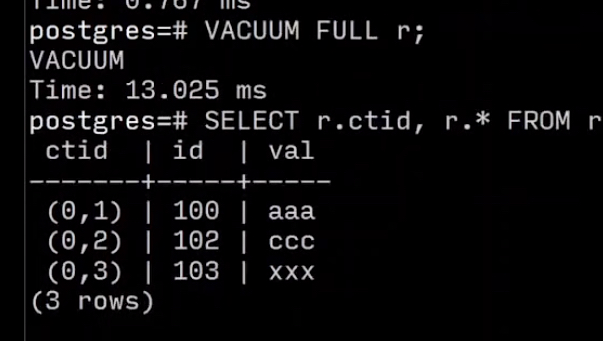 Time: 0.767 ms
postgres=# VACUUM FULL r;
VACUUM
Time: 13.025 ms
postgres=# SELECT r.ctid, r.* FROM r
 ctid  | id  | val
-------+-----+-----
 (0,1) | 100 | aaa
 (0,2) | 102 | ccc
 (0,3) | 103 | xxx
(3 rows)